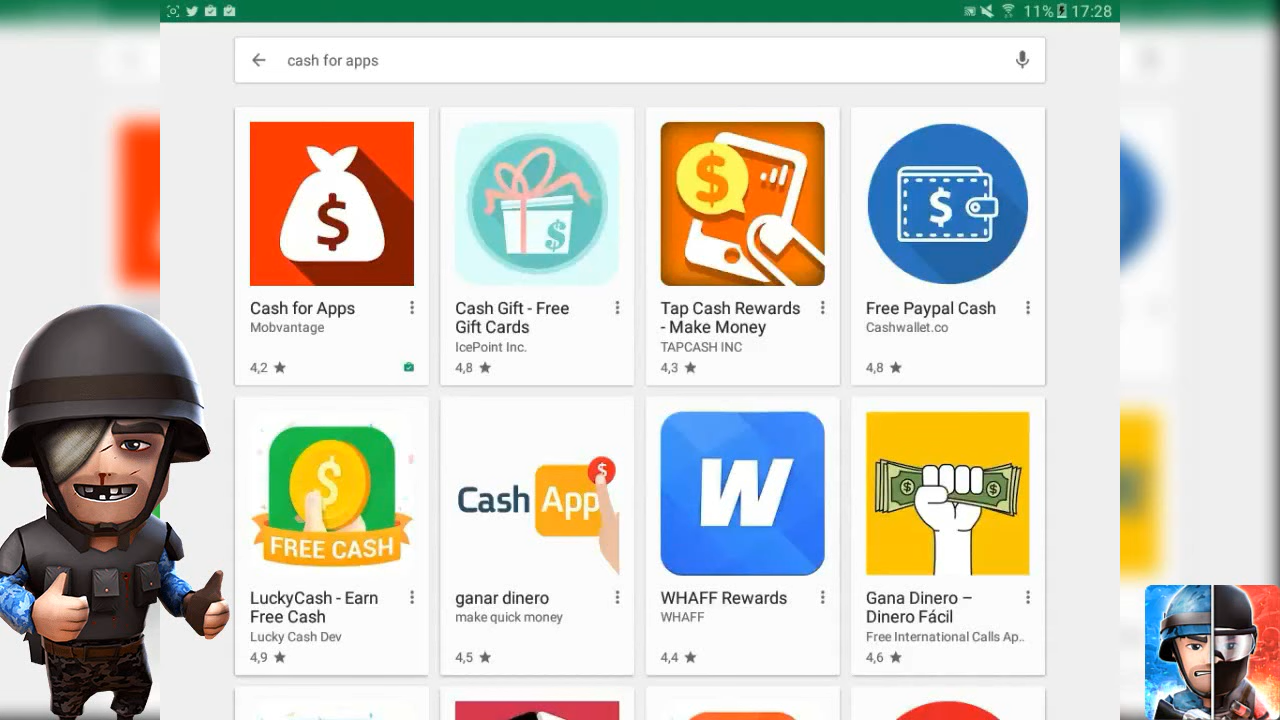 11% 17:28
cash for apps
Cash for Apps
Mobvantage
4,2
Cash Gift - Free
Gift Cards
IcePoint Inc.
4,8
Tap Cash Rewards
- Make Money
TAPCASH INC
4,3
Free Paypal Cash
Cashwallet.co
4,8
FREE CASH
LuckyCash - Earn
Free Cash
Lucky Cash Dev
4,9
Cash App
ganar dinero
make quick money
4,5
W
WHAFF Rewards
WHAFF
4,4
Gana Dinero –
Dinero Fácil
Free International Calls Ap..
4,6